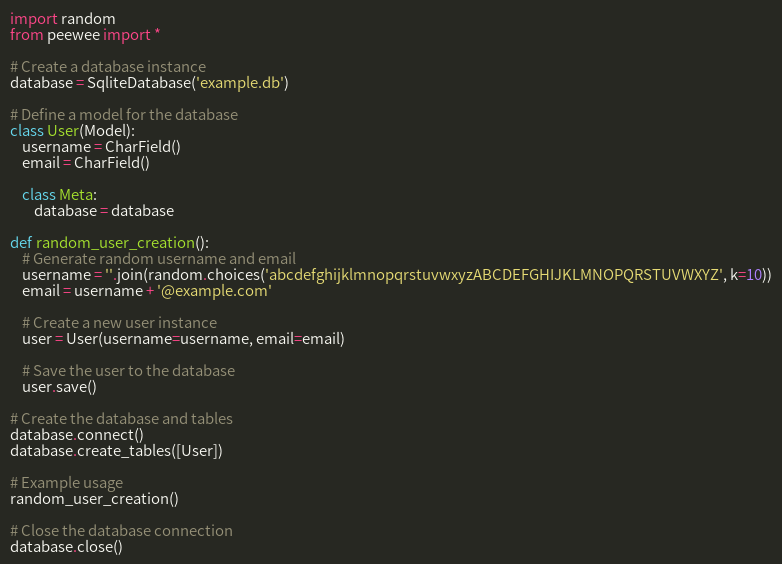 import random
from peewee import *

# Create a database instance
database = SqliteDatabase('example.db')

# Define a model for the database
class User(Model):
    username = CharField()
    email = CharField()

    class Meta:
        database = database

def random_user_creation():
    # Generate random username and email
    username = ''.join(random.choices('abcdefghijklmnopqrstuvwxyzABCDEFGHIJKLMNOPQRSTUVWXYZ', k=10))
    email = username + '@example.com'

    # Create a new user instance
    user = User(username=username, email=email)

    # Save the user to the database
    user.save()

# Create the database and tables
database.connect()
database.create_tables([User])

# Example usage
random_user_creation()

# Close the database connection
database.close()